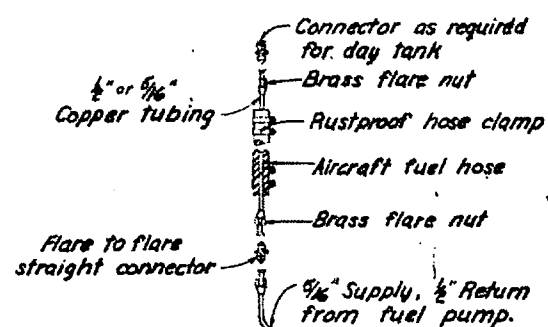 Connector as required
for day tank
Brass flare nut
1/2" or 5/16"
Copper tubing
Rustproof hose clamp
Aircraft fuel hose
Brass flare nut
Flare to flare
straight connector
5/16" Supply, 1/2" Return
from fuel pump.